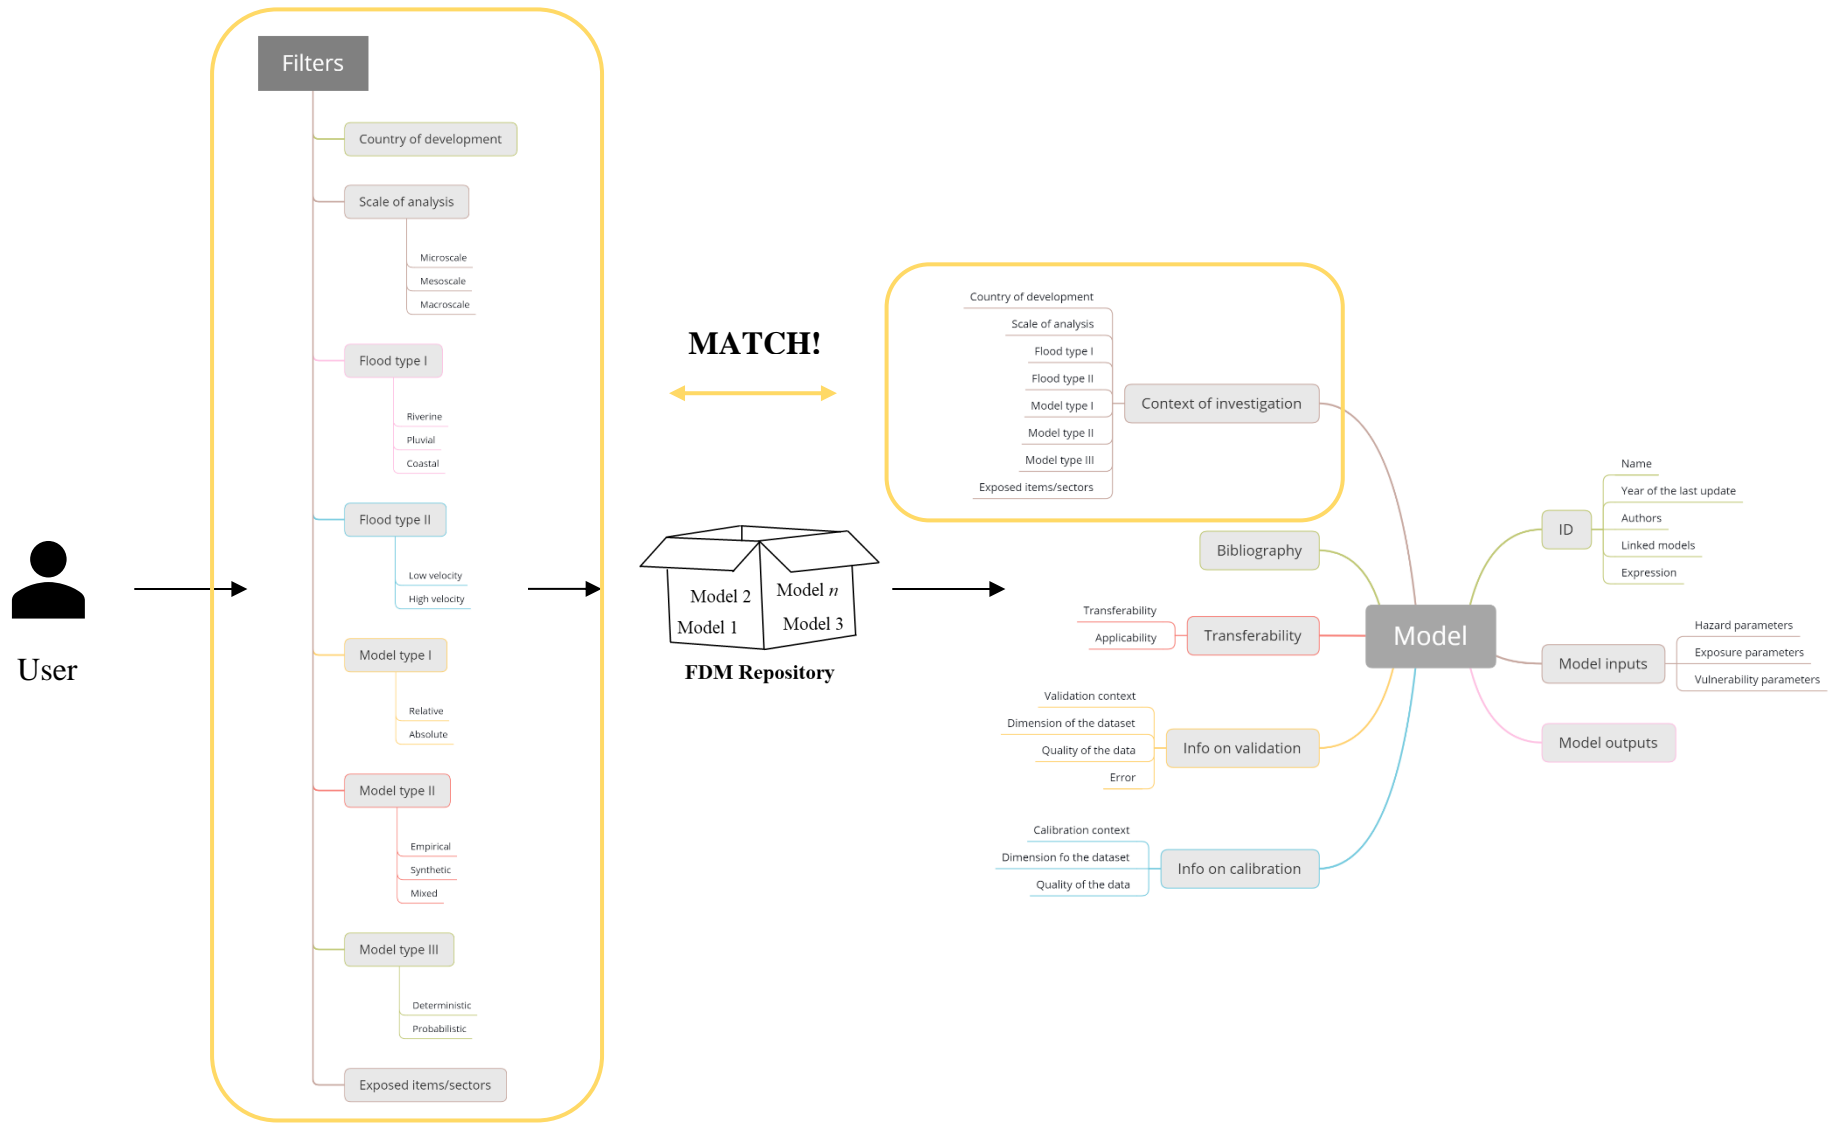 Filters
Country of development
Scale of analysis
Microscale
Mesoscale
Macroscale
Flood type I
Riverine
Pluvial
Coastal
Flood type II
Low velocity
High velocity
Model type I
Relative
Absolute
Model type II
Empirical
Synthetic
Mixed
Model type III
Deterministic
Probabilistic
Exposed items/sectors
User
MATCH!
Model 2
Model n
Model 1
Model 3
FDM Repository
Country of development
Scale of analysis
Flood type I
Flood type II
Model type I
Model type II
Model type III
Exposed items/sectors
Context of investigation
Bibliography
Transferability
Applicability
Transferability
Validation context
Dimension of the dataset
Quality of the data
Error
Info on validation
Calibration context
Dimension fo the dataset
Quality of the data
Info on calibration
Model
ID
Name
Year of the last update
Authors
Linked models
Expression
Model inputs
Hazard parameters
Exposure parameters
Vulnerability parameters
Model outputs